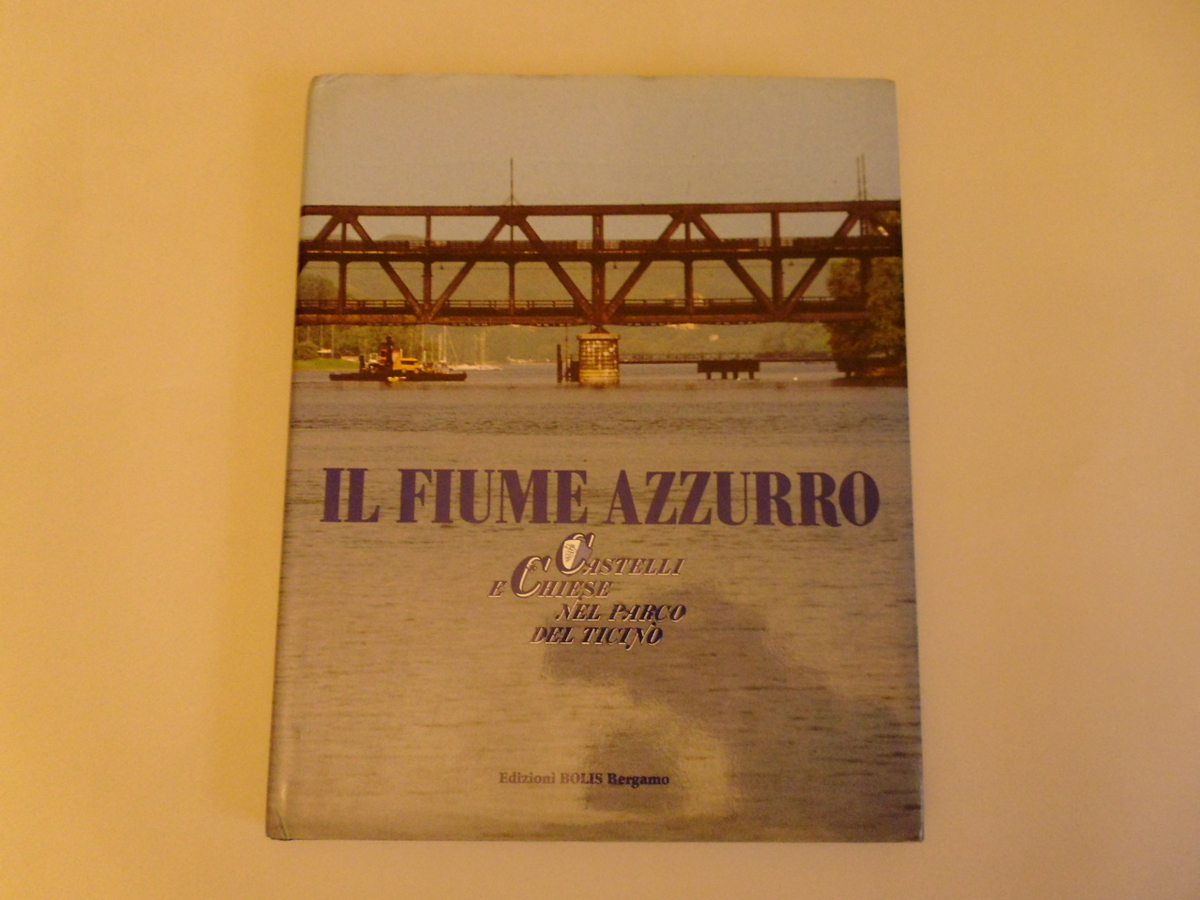 IL FIUME AZZURRO
CASTELLI
E CHIESE
NEL PARCO
DEL TICINO
Edizioni BOLIS Bergamo